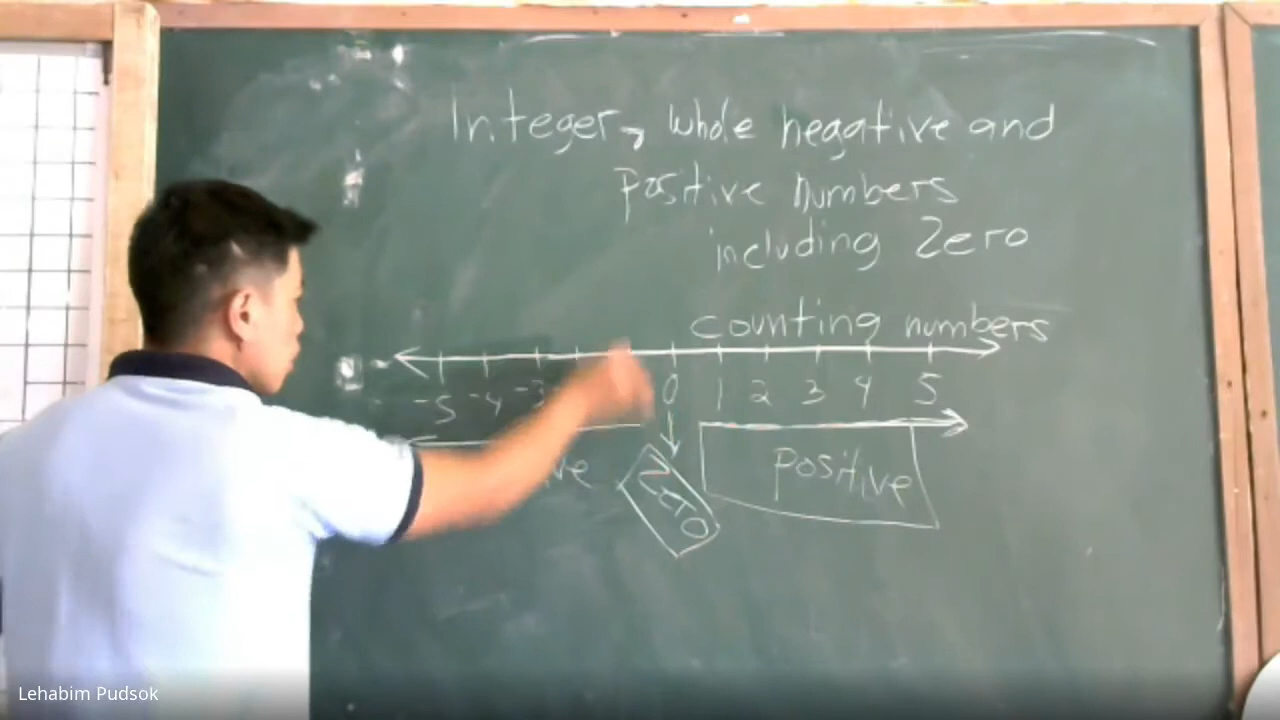 Integer, whole negative and
positive numbers
including Zero
counting numbers
-5 -4 -3 0 1 2 3 4 5
positive
Zero
Lehabim Pudsok